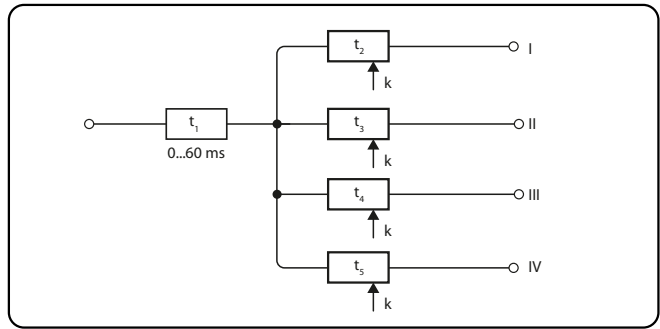 t₂ I
k
t₁ t₃ II
0...60 ms k
t₄ III
k
t₅ IV
k